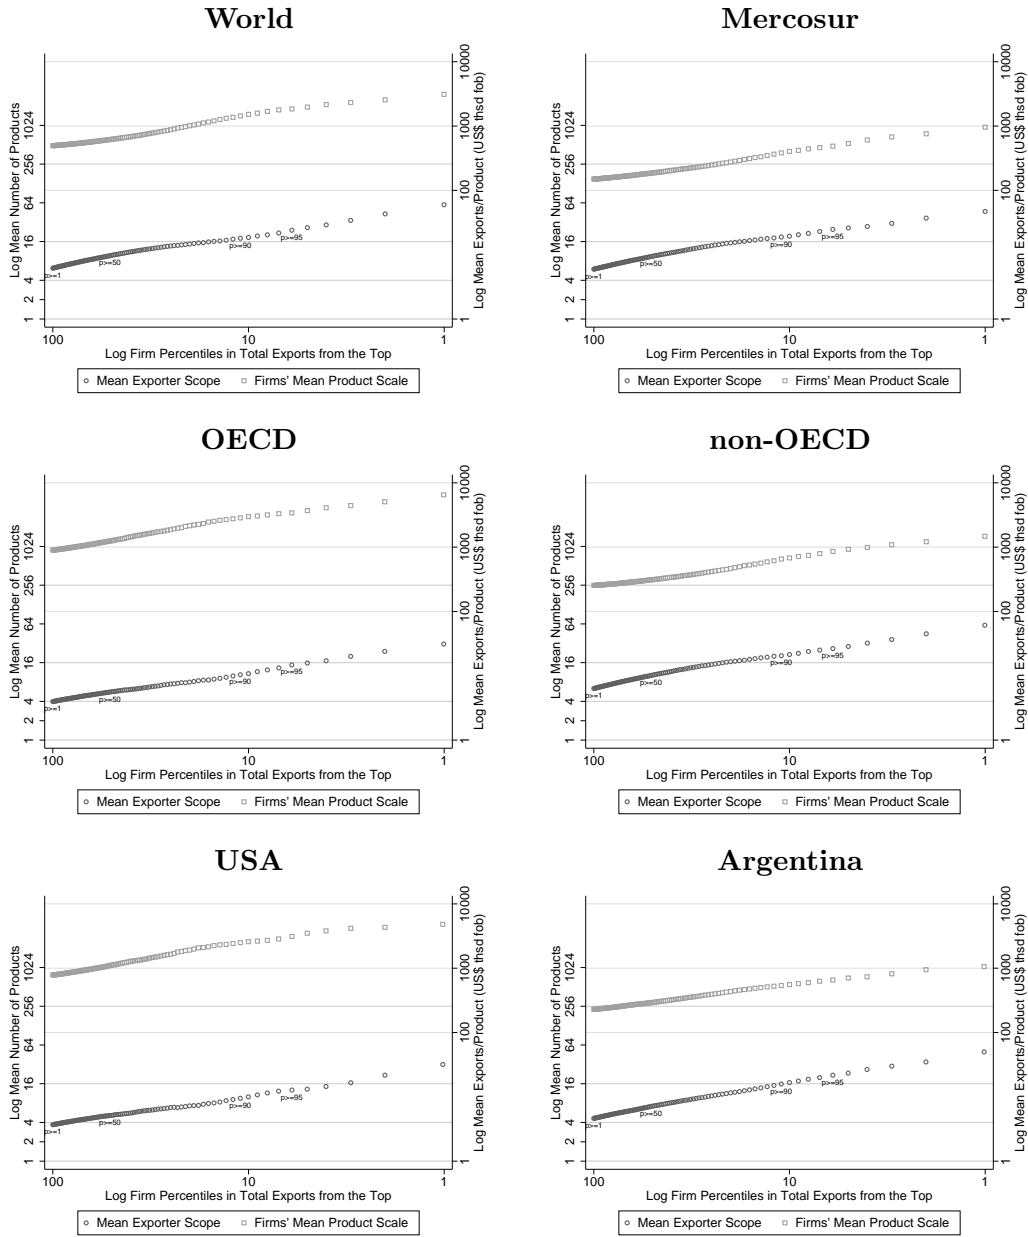 World
Log Mean Number of Products
1 2 4 16 64 256 1024
Log Mean Exports/Product (US$ thsd fob)
1 100 1000 10000
p>=1
p>=50
p>=90
p>=95
100 10 1
Log Firm Percentiles in Total Exports from the Top
Mean Exporter Scope Firms' Mean Product Scale
Mercosur
Log Mean Number of Products
1 2 4 16 64 256 1024
Log Mean Exports/Product (US$ thsd fob)
1 100 1000 10000
p>=1
p>=50
p>=90
p>=95
100 10 1
Log Firm Percentiles in Total Exports from the Top
Mean Exporter Scope Firms' Mean Product Scale
OECD
Log Mean Number of Products
1 2 4 16 64 256 1024
Log Mean Exports/Product (US$ thsd fob)
1 100 1000 10000
p>=1
p>=50
p>=90
p>=95
100 10 1
Log Firm Percentiles in Total Exports from the Top
Mean Exporter Scope Firms' Mean Product Scale
non-OECD
Log Mean Number of Products
1 2 4 16 64 256 1024
Log Mean Exports/Product (US$ thsd fob)
1 100 1000 10000
p>=1
p>=50
p>=90
p>=95
100 10 1
Log Firm Percentiles in Total Exports from the Top
Mean Exporter Scope Firms' Mean Product Scale
USA
Log Mean Number of Products
1 2 4 16 64 256 1024
Log Mean Exports/Product (US$ thsd fob)
1 100 1000 10000
p>=1
p>=50
p>=90
p>=95
100 10 1
Log Firm Percentiles in Total Exports from the Top
Mean Exporter Scope Firms' Mean Product Scale
Argentina
Log Mean Number of Products
1 2 4 16 64 256 1024
Log Mean Exports/Product (US$ thsd fob)
1 100 1000 10000
p>=1
p>=50
p>=90
p>=95
100 10 1
Log Firm Percentiles in Total Exports from the Top
Mean Exporter Scope Firms' Mean Product Scale